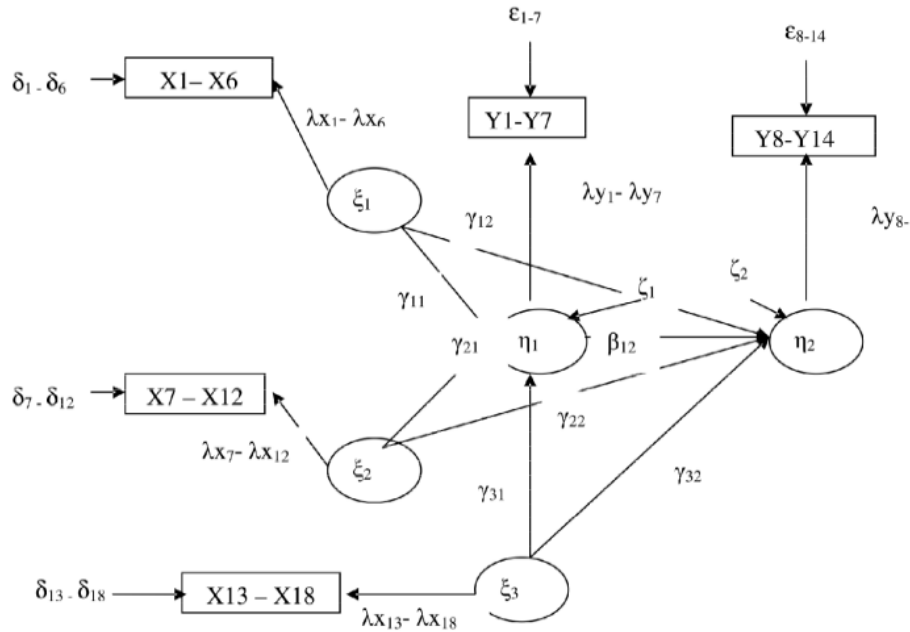 ε₁₋₇
ε₈₋₁₄
δ₁ - δ₆
X1– X6
Y1-Y7
Y8-Y14
λx₁- λx₆
ξ₁
λy₁- λy₇
λy₈₋
γ₁₂
ζ₂
ζ₁
γ₁₁
γ₂₁
η₁
β₁₂
η₂
δ₇ - δ₁₂
X7 – X12
γ₂₂
λx₇- λx₁₂
ξ₂
γ₃₁
γ₃₂
δ₁₃ - δ₁₈
X13 – X18
ξ₃
λx₁₃- λx₁₈